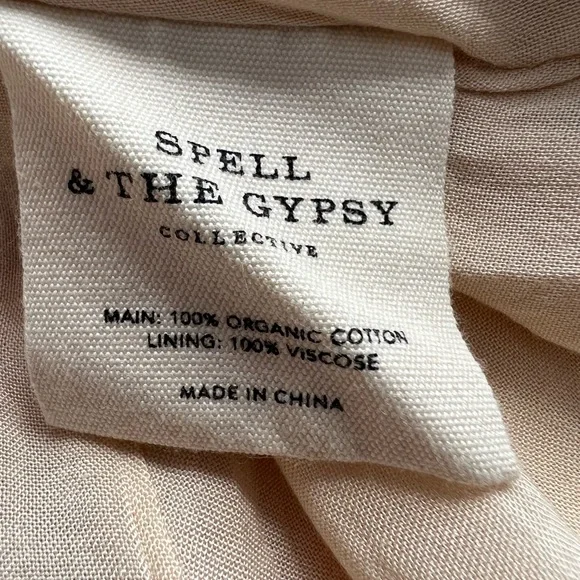 SPELL
& THE GYPSY
COLLECTIVE
MAIN: 100% ORGANIC COTTON
LINING: 100% VISCOSE
MADE IN CHINA